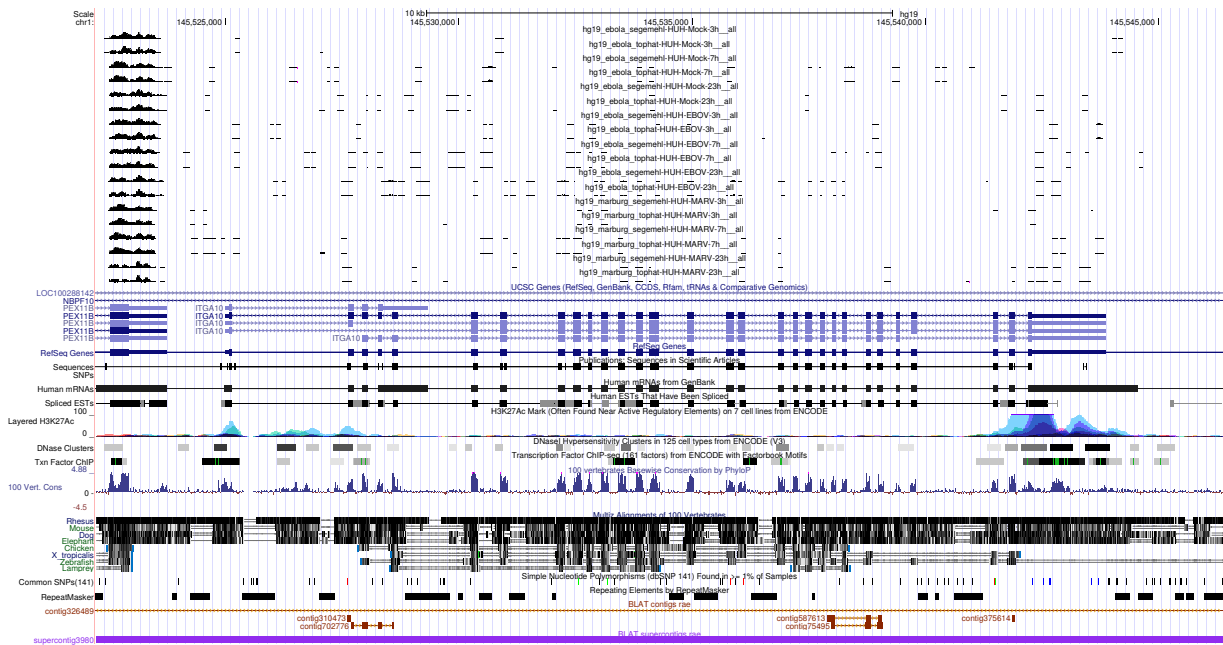 Scale 10 kb hg19
chr1: 145,525,000 145,530,000 145,535,000 145,540,000 145,545,000
hg19_ebola_segemehl-HUH-Mock-3h__all
hg19_ebola_tophat-HUH-Mock-3h__all
hg19_ebola_segemehl-HUH-Mock-7h__all
hg19_ebola_tophat-HUH-Mock-7h__all
hg19_ebola_segemehl-HUH-Mock-23h__all
hg19_ebola_tophat-HUH-Mock-23h__all
hg19_ebola_segemehl-HUH-EBOV-3h__all
hg19_ebola_tophat-HUH-EBOV-3h__all
hg19_ebola_segemehl-HUH-EBOV-7h__all
hg19_ebola_tophat-HUH-EBOV-7h__all
hg19_ebola_segemehl-HUH-EBOV-23h__all
hg19_ebola_tophat-HUH-EBOV-23h__all
hg19_marburg_segemehl-HUH-MARV-3h__all
hg19_marburg_tophat-HUH-MARV-3h__all
hg19_marburg_segemehl-HUH-MARV-7h__all
hg19_marburg_tophat-HUH-MARV-7h__all
hg19_marburg_segemehl-HUH-MARV-23h__all
hg19_marburg_tophat-HUH-MARV-23h__all
UCSC Genes (RefSeq, GenBank, CCDS, Rfam, tRNAs & Comparative Genomics)
LOC100288142
NBPF10
PEX11B ITGA10
PEX11B ITGA10
PEX11B ITGA10
PEX11B ITGA10
PEX11B ITGA10
RefSeq Genes
RefSeq Genes
Publications: Sequences in Scientific Articles
Sequences
SNPs
Human mRNAs from GenBank
Human mRNAs
Human ESTs That Have Been Spliced
Spliced ESTs
H3K27Ac Mark (Often Found Near Active Regulatory Elements) on 7 cell lines from ENCODE
100
Layered H3K27Ac
0
DNaseI Hypersensitivity Clusters in 125 cell types from ENCODE (V3)
DNase Clusters
Transcription Factor ChIP-seq (161 factors) from ENCODE with Factorbook Motifs
Txn Factor ChIP
4.88 100 vertebrates Basewise Conservation by PhyloP
100 Vert. Cons
0
-4.5
Multiz Alignments of 100 Vertebrates
Rhesus
Mouse
Dog
Elephant
Chicken
X_tropicalis
Zebrafish
Lamprey
Simple Nucleotide Polymorphisms (dbSNP 141) Found in >= 1% of Samples
Common SNPs(141)
Repeating Elements by RepeatMasker
RepeatMasker
BLAT contigs rae
contig326489
contig310473 contig587613 contig375614
contig702776 contig75495
BLAT supercontigs rae
supercontig3980